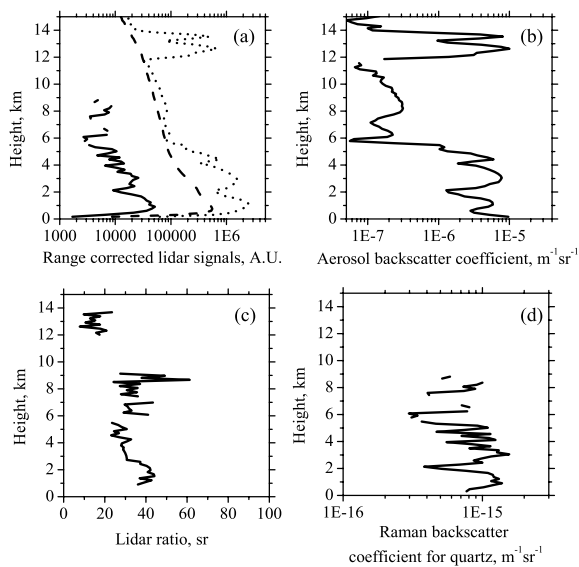 14
12
10
8
6
4
2
0
Height, km
(a)
1000 10000 100000 1E6
Range corrected lidar signals, A.U.
14
12
10
8
6
4
2
0
Height, km
(b)
1E-7 1E-6 1E-5
Aerosol backscatter coefficient, m⁻¹sr⁻¹
14
12
10
8
6
4
2
0
Height, km
(c)
0 20 40 60 80 100
Lidar ratio, sr
14
12
10
8
6
4
2
0
Height, km
(d)
1E-16 1E-15
Raman backscatter
coefficient for quartz, m⁻¹sr⁻¹